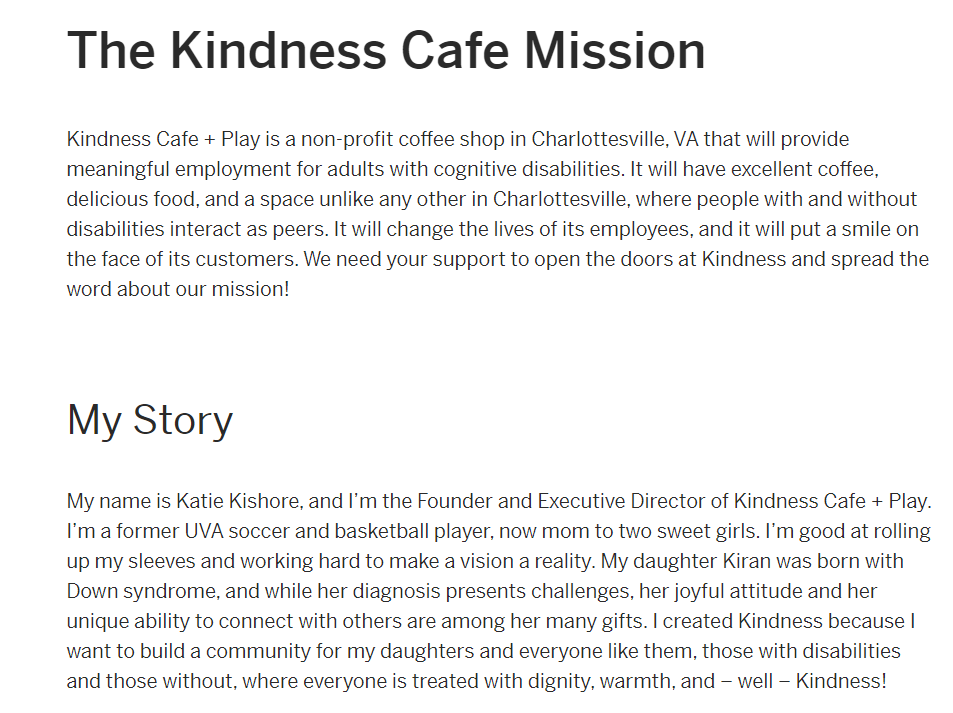 The Kindness Cafe Mission
Kindness Cafe + Play is a non-profit coffee shop in Charlottesville, VA that will provide
meaningful employment for adults with cognitive disabilities. It will have excellent coffee,
delicious food, and a space unlike any other in Charlottesville, where people with and without
disabilities interact as peers. It will change the lives of its employees, and it will put a smile on
the face of its customers. We need your support to open the doors at Kindness and spread the
word about our mission!
My Story
My name is Katie Kishore, and I’m the Founder and Executive Director of Kindness Cafe + Play.
I’m a former UVA soccer and basketball player, now mom to two sweet girls. I’m good at rolling
up my sleeves and working hard to make a vision a reality. My daughter Kiran was born with
Down syndrome, and while her diagnosis presents challenges, her joyful attitude and her
unique ability to connect with others are among her many gifts. I created Kindness because I
want to build a community for my daughters and everyone like them, those with disabilities
and those without, where everyone is treated with dignity, warmth, and – well – Kindness!